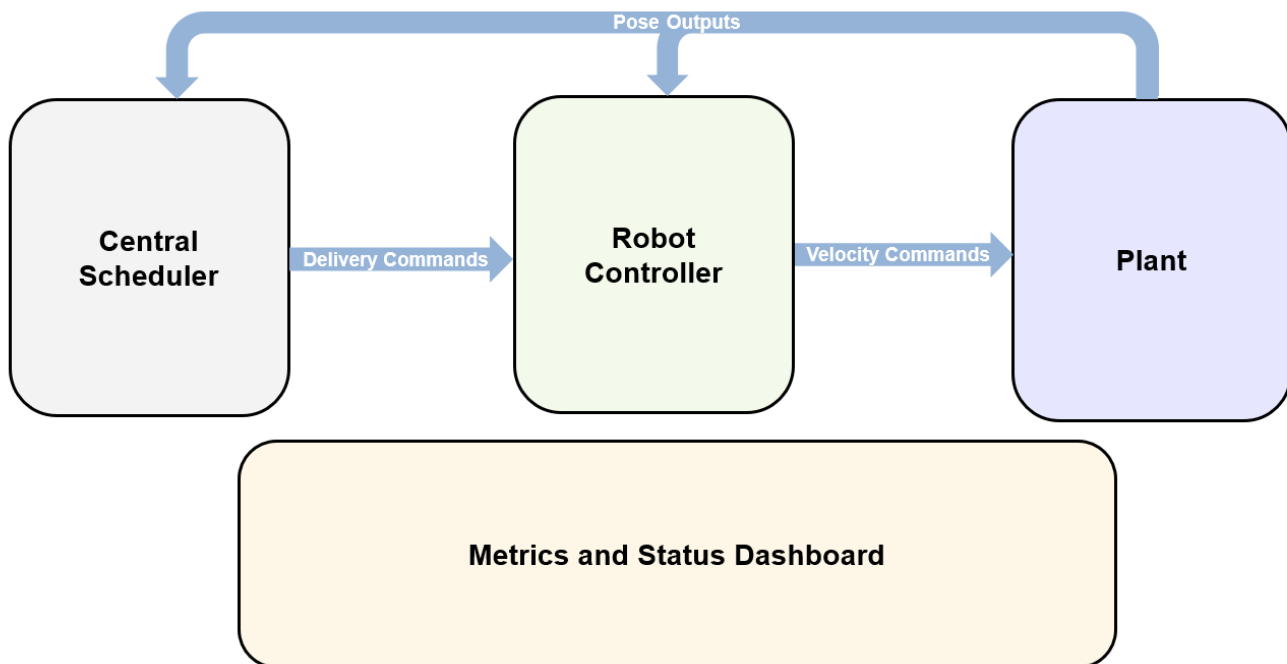 Pose Outputs
Central
Scheduler
Delivery Commands
Robot
Controller
Velocity Commands
Plant
Metrics and Status Dashboard